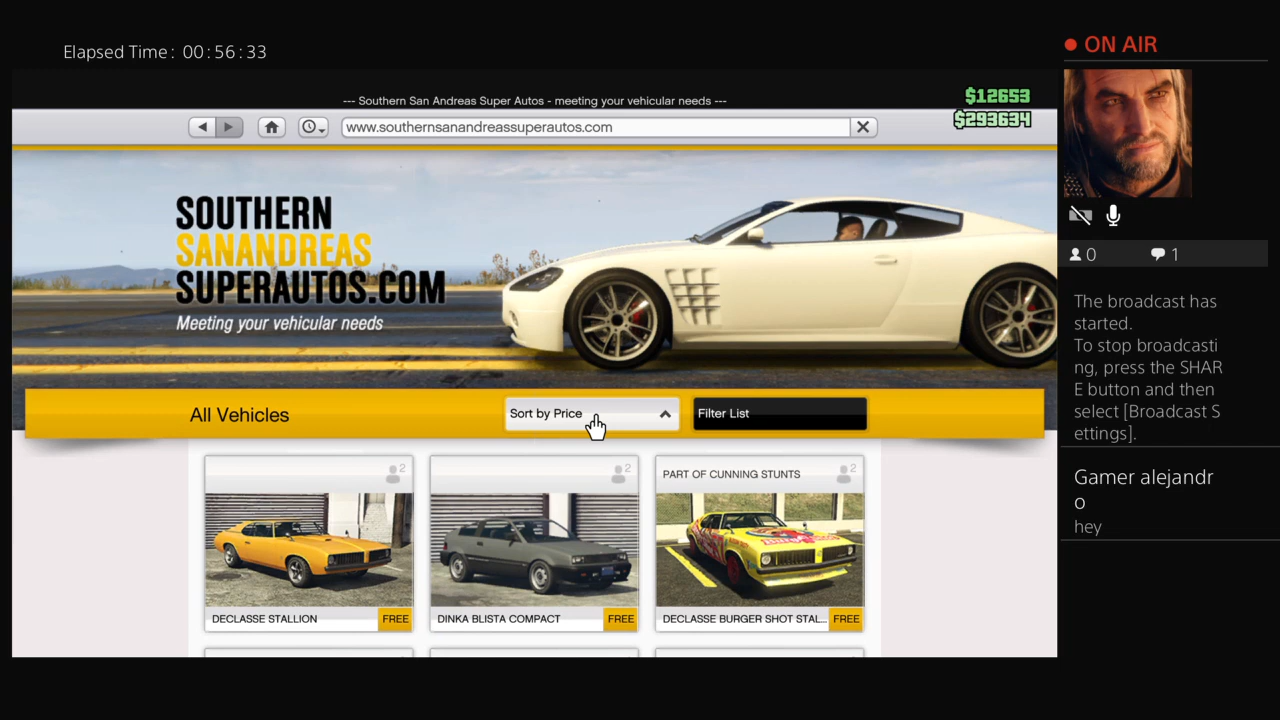 Elapsed Time: 00:56:33
ON AIR
--- Southern San Andreas Super Autos - meeting your vehicular needs ---
$12653
$293634
www.southernsanandreassuperautos.com
SOUTHERN
SANANDREAS
SUPERAUTOS.COM
Meeting your vehicular needs
0
1
The broadcast has
started.
To stop broadcasti
ng, press the SHAR
E button and then
select [Broadcast S
ettings].
Gamer alejandr
o
hey
All Vehicles
Sort by Price
Filter List
2
2
PART OF CUNNING STUNTS
2
DECLASSE STALLION
FREE
DINKA BLISTA COMPACT
FREE
DECLASSE BURGER SHOT STAL...
FREE